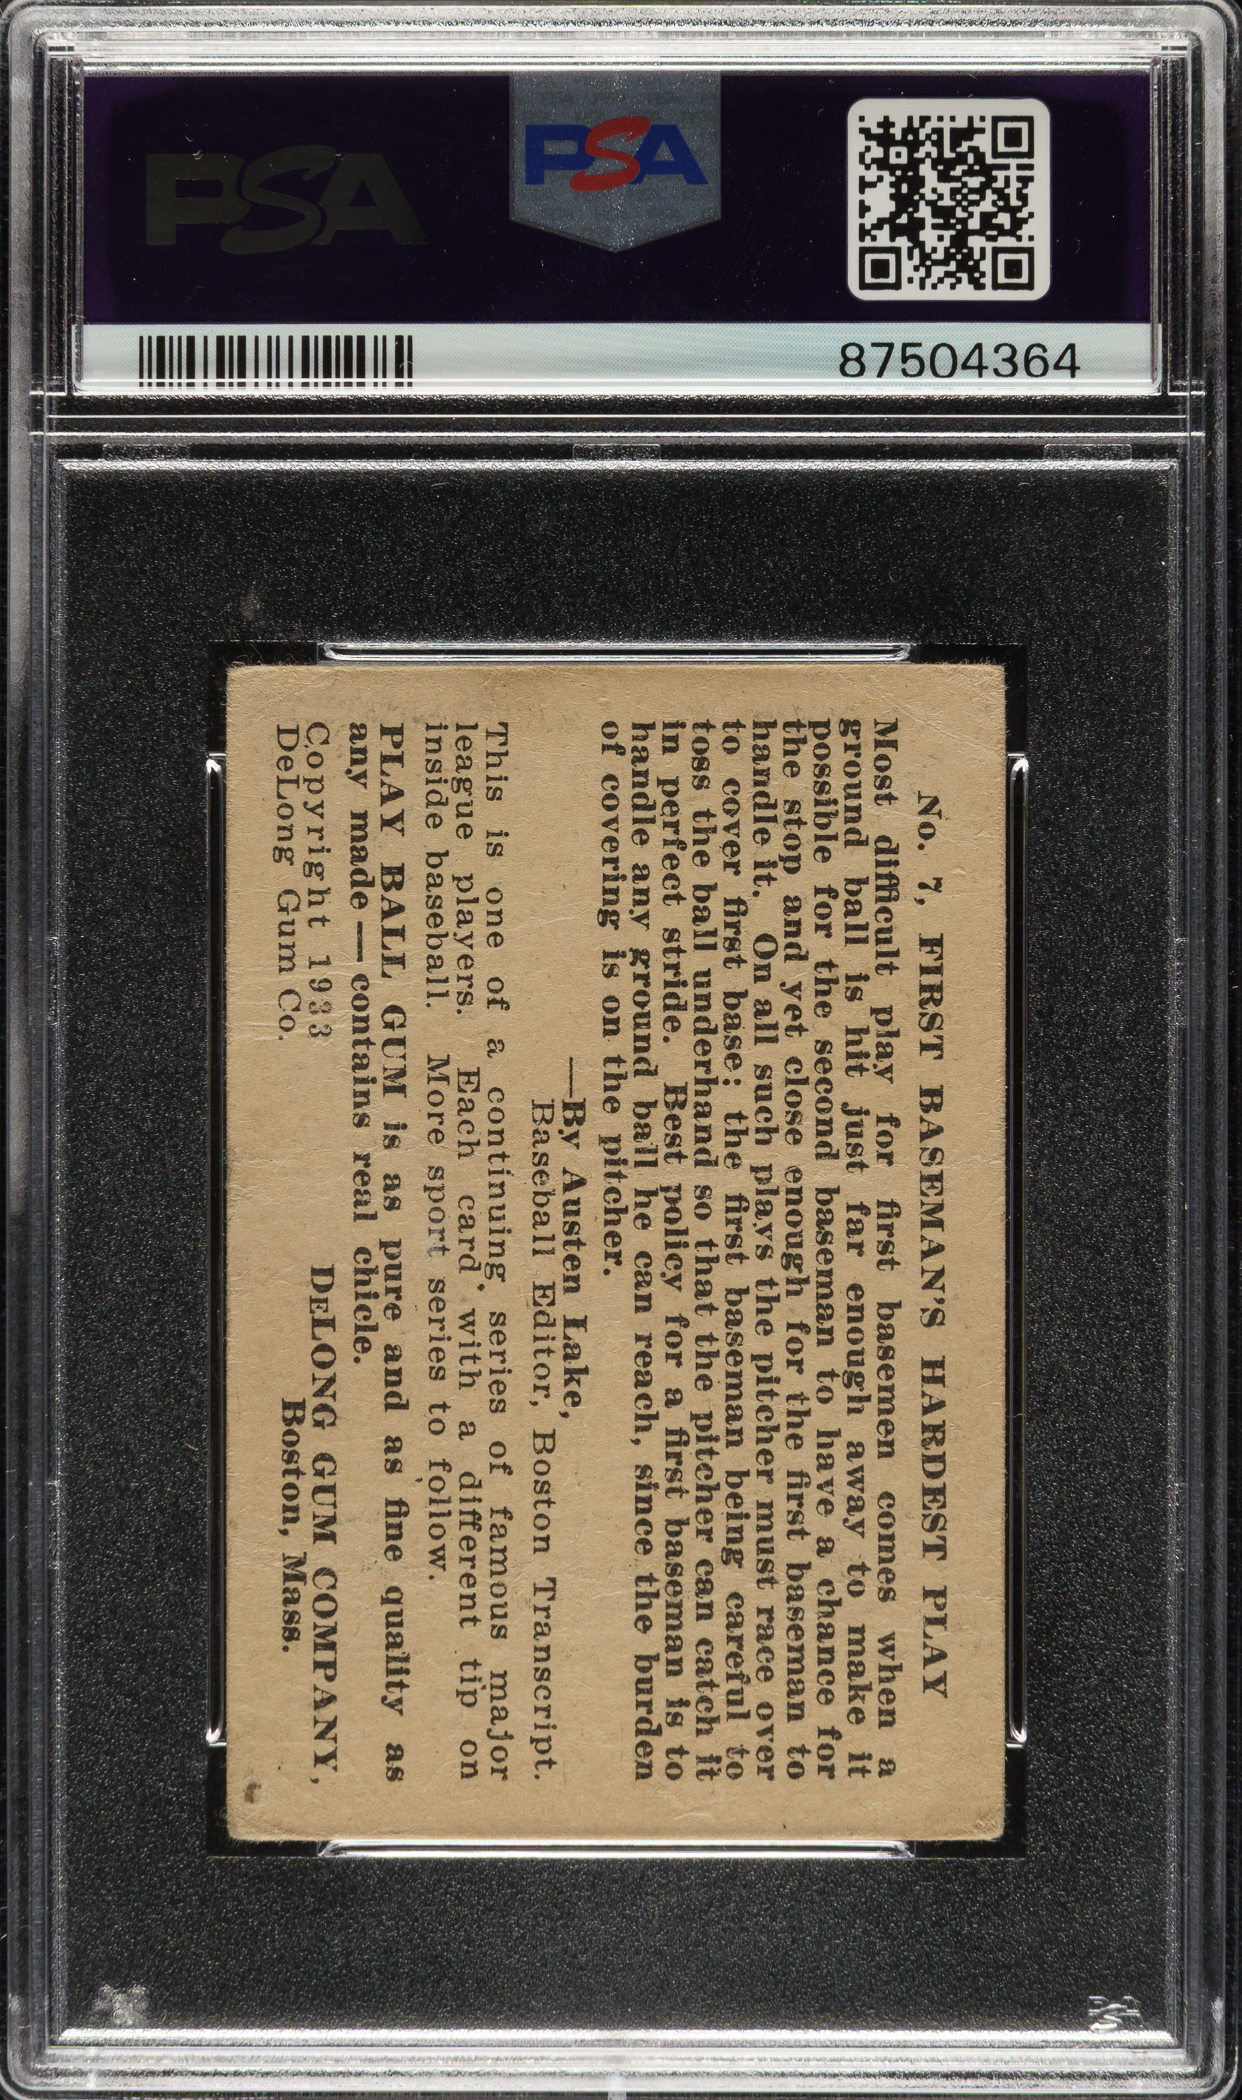 PSA
PSA
87504364
No. 7, FIRST BASEMAN'S HARDEST PLAY
Most difficult play for first basemen comes when a
ground ball is hit just far enough away to make it
possible for the second baseman to have a chance for
the stop and yet close enough for the first baseman to
handle it. On all such plays the pitcher must race over
to cover first base; the first baseman being careful to
toss the ball underhand so that the pitcher can catch it
in perfect stride. Best policy for a first baseman is to
handle any ground ball he can reach, since the burden
of covering is on the pitcher.
—By Austen Lake,
Baseball Editor, Boston Transcript.
This is one of a continuing series of famous major
league players. Each card with a different tip on
inside baseball. More sport series to follow.
PLAY BALL GUM is as pure and as fine quality as
any made — contains real chicle.
Copyright 1933
DeLong Gum Co.
DELONG GUM COMPANY,
Boston, Mass.
PSA